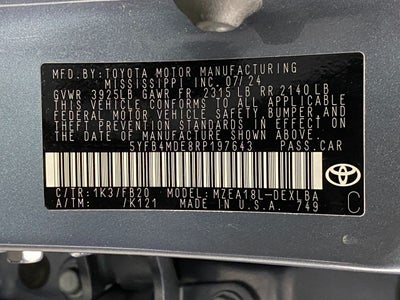 MFD. BY: TOYOTA MOTOR MANUFACTURING
MISSISSIPPI INC. 07/24
GVWR 3925LB GAWR FR. 2315 LB RR 2140 LB
THIS VEHICLE CONFORMS TO ALL APPLICABLE
FEDERAL MOTOR VEHICLE SAFETY AND THEFT
PREVENTION STANDARDS IN EFFECT ON
THE DATE OF MANUFACTURE SHOWN ABOVE.
5YFB4MDE8RP197643 PASS. CAR
C/TR: 1K3/FB20 MODEL: MZEA18L-DEXLBA
A/TM: /K121 MADE IN U.S.A. 749
TOYOTA
C